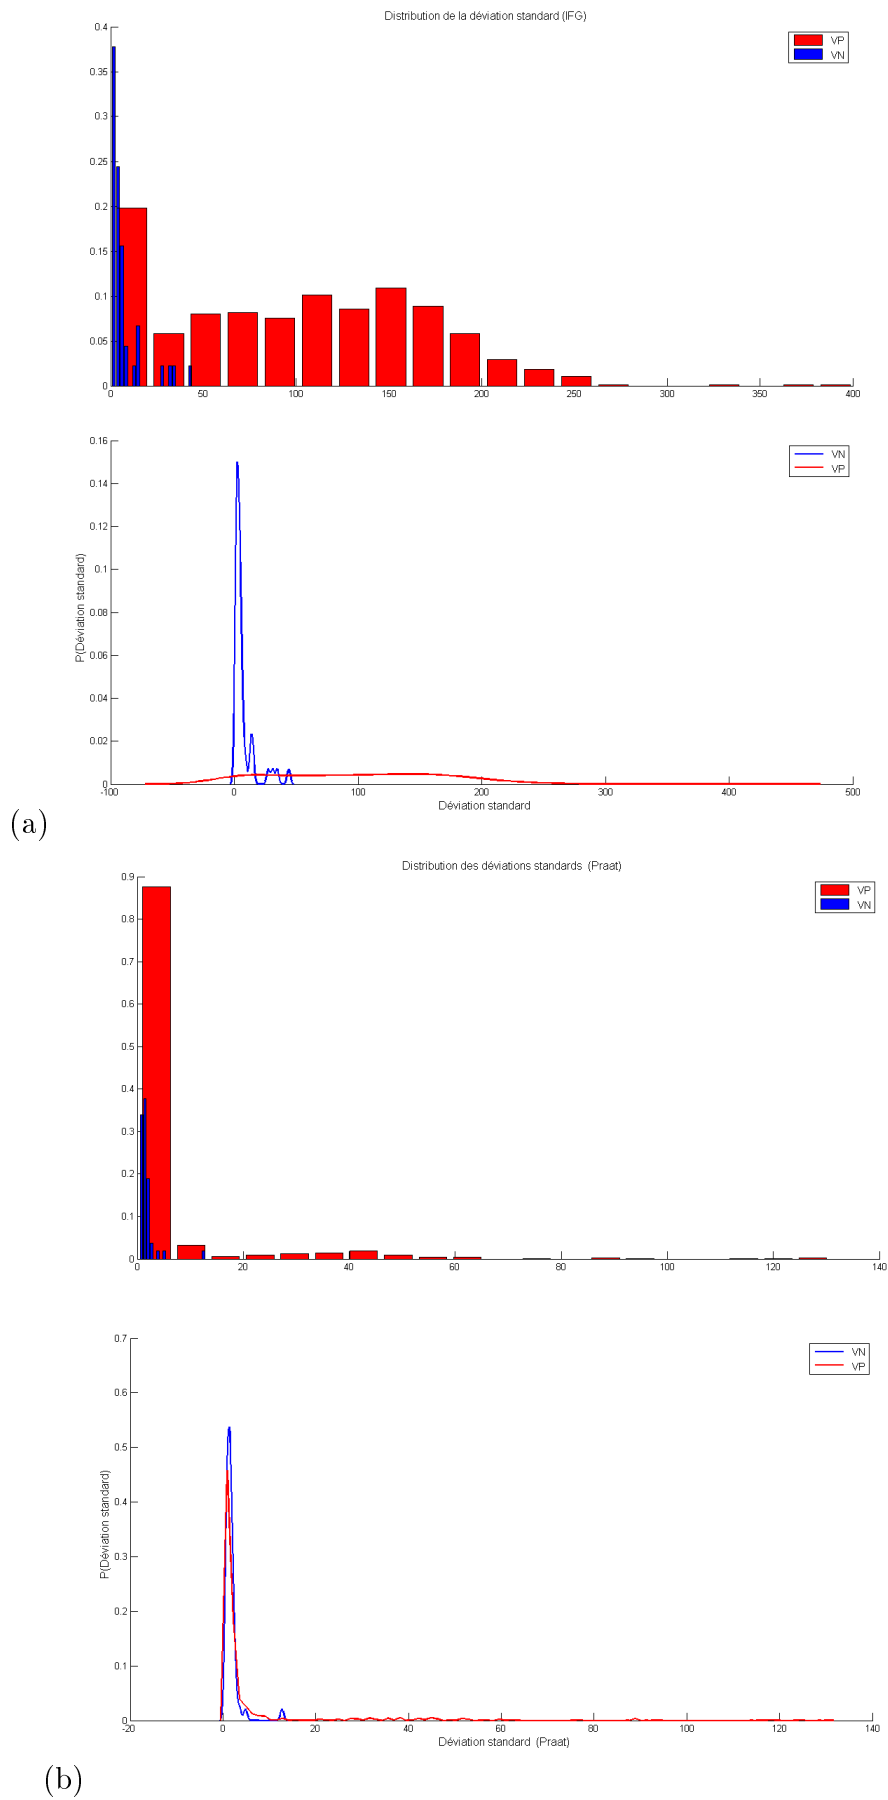 Distribution de la déviation standard (IFG)
0.4
0.35
0.3
0.25
0.2
0.15
0.1
0.05
0
0 50 100 150 200 250 300 350 400
VP
VN
0.16
0.14
0.12
0.1
0.08
0.06
0.04
0.02
0
P(Déviation standard)
-100 0 100 200 300 400 500
Déviation standard
VN
VP
(a)
Distribution des déviations standards (Praat)
0.9
0.8
0.7
0.6
0.5
0.4
0.3
0.2
0.1
0
0 20 40 60 80 100 120 140
VP
VN
0.7
0.6
0.5
0.4
0.3
0.2
0.1
0
P(Déviation standard)
-20 0 20 40 60 80 100 120 140
Déviation standard (Praat)
VN
VP
(b)